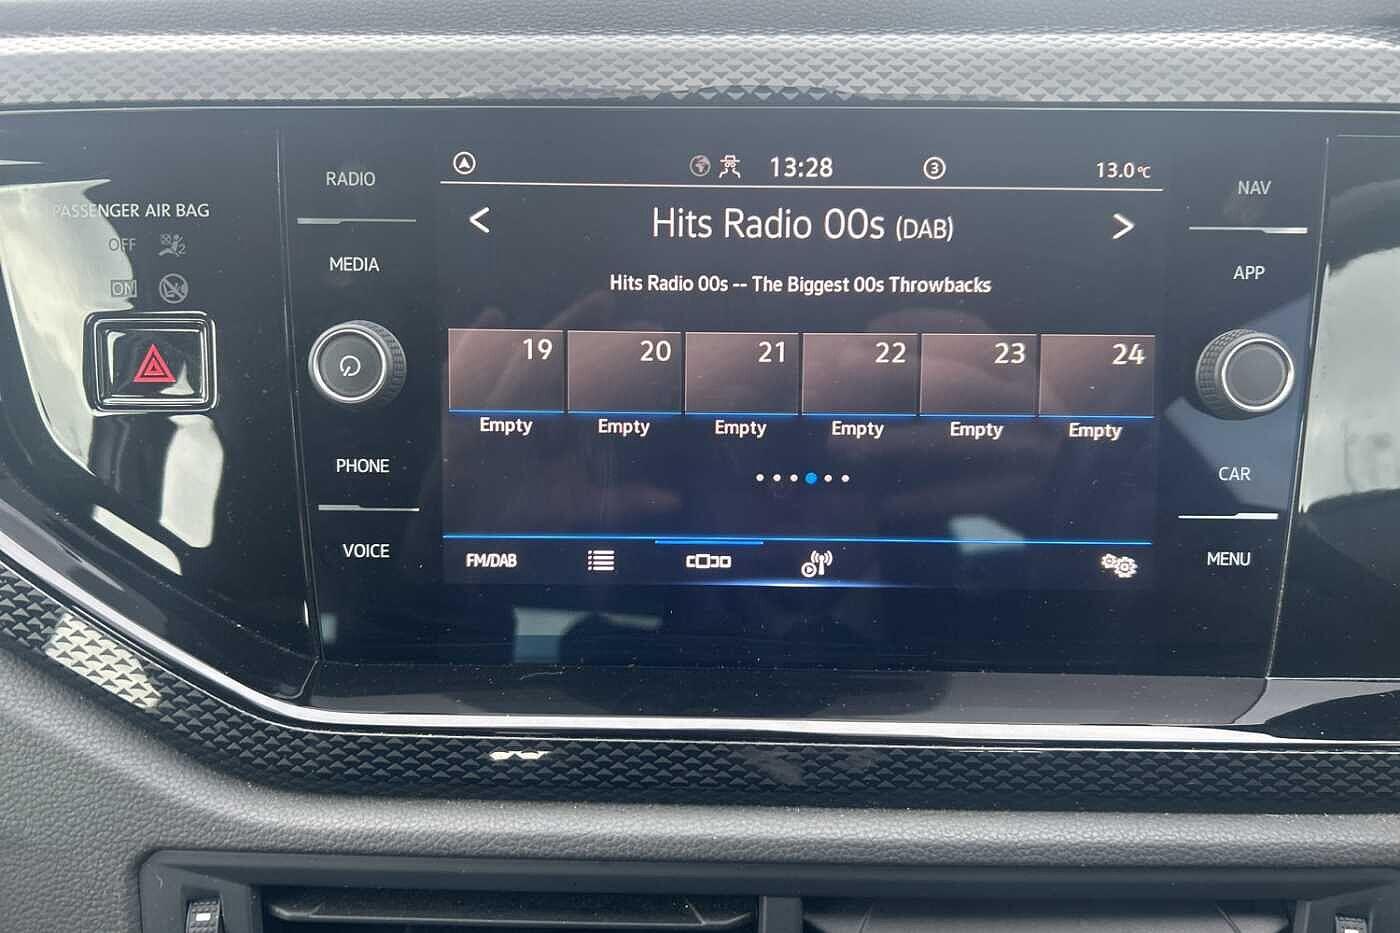 PASSENGER AIR BAG
OFF
2
ON
RADIO
MEDIA
PHONE
VOICE
13:28
3
13.0°C
< Hits Radio 00s (DAB) >
Hits Radio 00s -- The Biggest 00s Throwbacks
19 20 21 22 23 24
Empty Empty Empty Empty Empty Empty
FM/DAB
NAV
APP
CAR
MENU